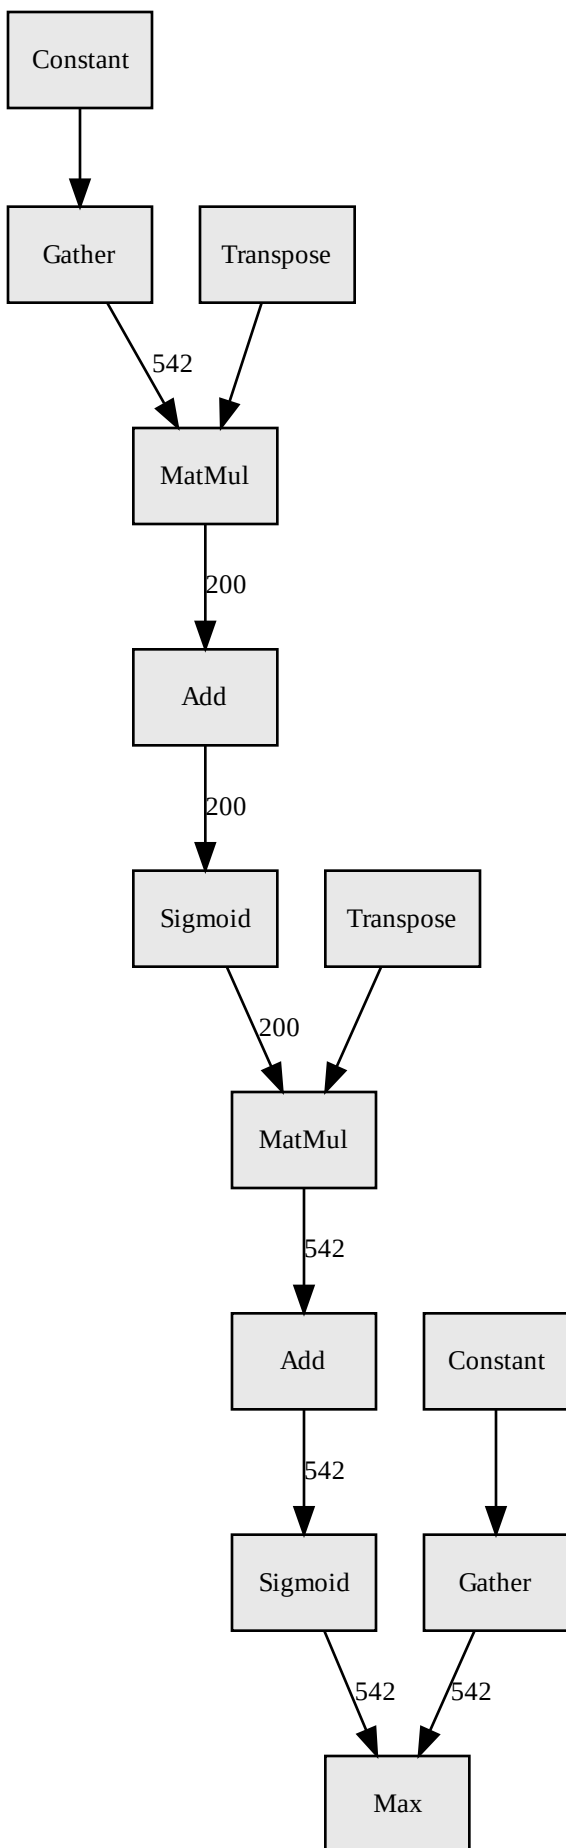 Constant
Gather
Transpose
542
MatMul
200
Add
200
Sigmoid
Transpose
200
MatMul
542
Add
Constant
542
Sigmoid
Gather
542
542
Max